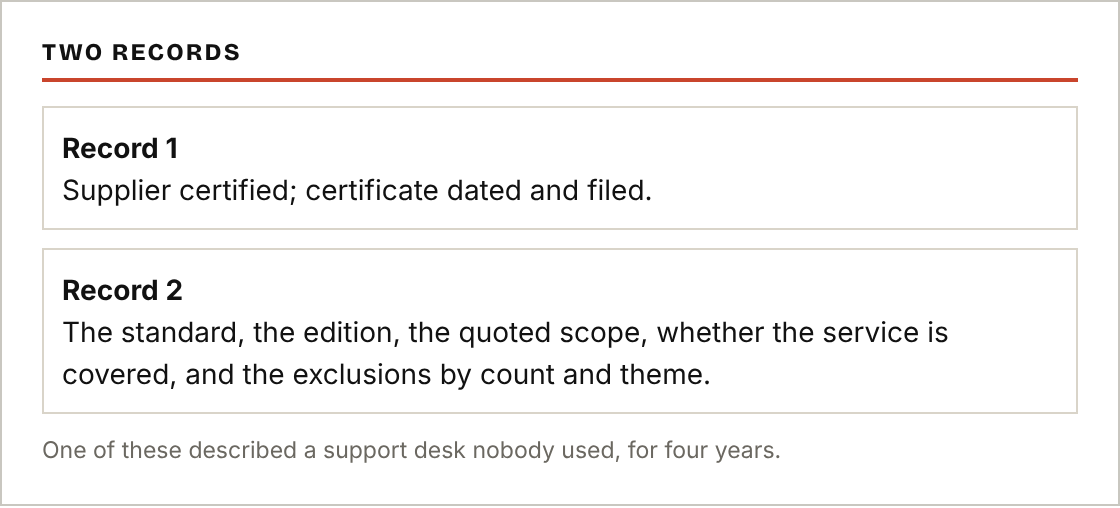 TWO RECORDS
Record 1
Supplier certified; certificate dated and filed.
Record 2
The standard, the edition, the quoted scope, whether the service is
covered, and the exclusions by count and theme.
One of these described a support desk nobody used, for four years.